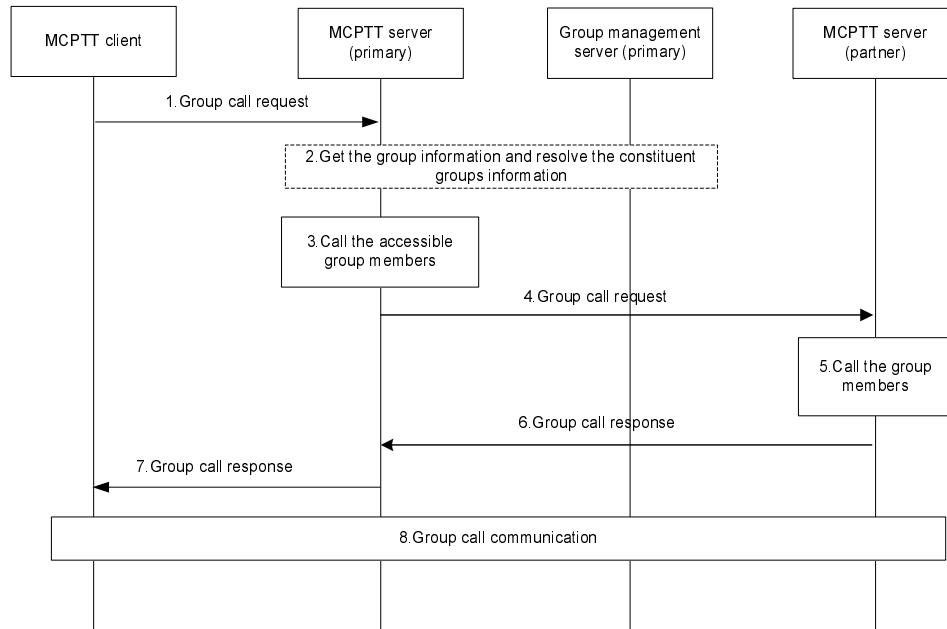 MCPTT client
MCPTT server
(primary)
Group management
server (primary)
MCPTT server
(partner)
1.Group call request
2.Get the group information and resolve the constituent
groups information
3.Call the accessible
group members
4.Group call request
5.Call the group
members
6.Group call response
7.Group call response
8.Group call communication